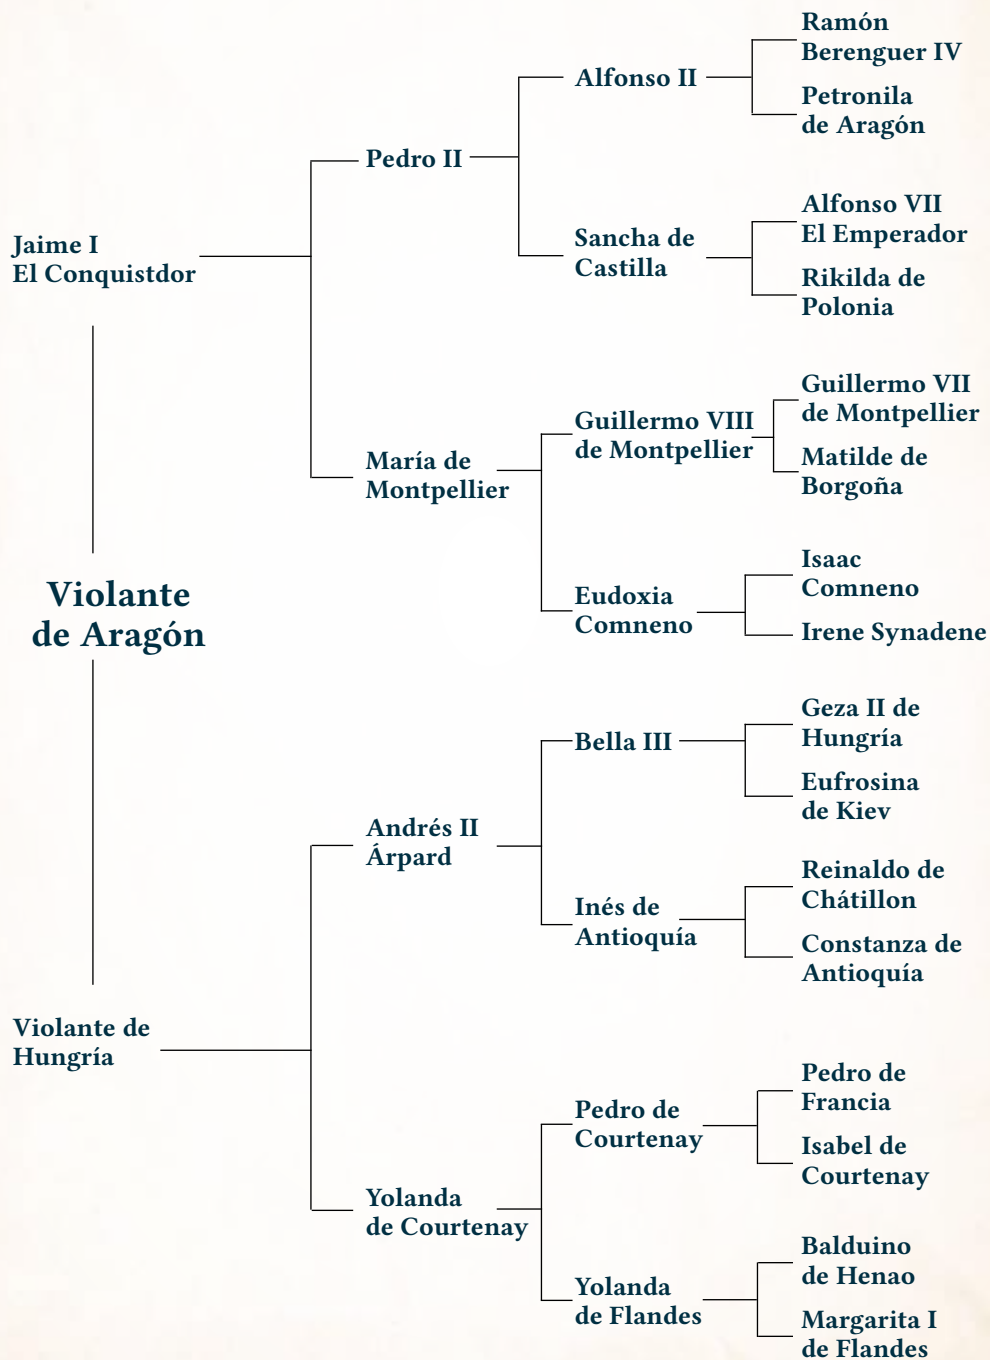 Ramón
Berenguer IV
Alfonso II
Petronila
de Aragón
Pedro II
Alfonso VII
El Emperador
Sancha de
Castilla
Rikilda de
Polonia
Jaime I
El Conquistdor
Guillermo VII
de Montpellier
Guillermo VIII
de Montpellier
Matilde de
Borgoña
María de
Montpellier
Isaac
Comneno
Eudoxia
Comneno
Irene Synadene
Violante
de Aragón
Geza II de
Hungría
Bella III
Eufrosina
de Kiev
Andrés II
Árpard
Reinaldo de
Chátillon
Inés de
Antioquía
Constanza de
Antioquía
Violante de
Hungría
Pedro de
Francia
Pedro de
Courtenay
Isabel de
Courtenay
Yolanda
de Courtenay
Balduino
de Henao
Yolanda
de Flandes
Margarita I
de Flandes